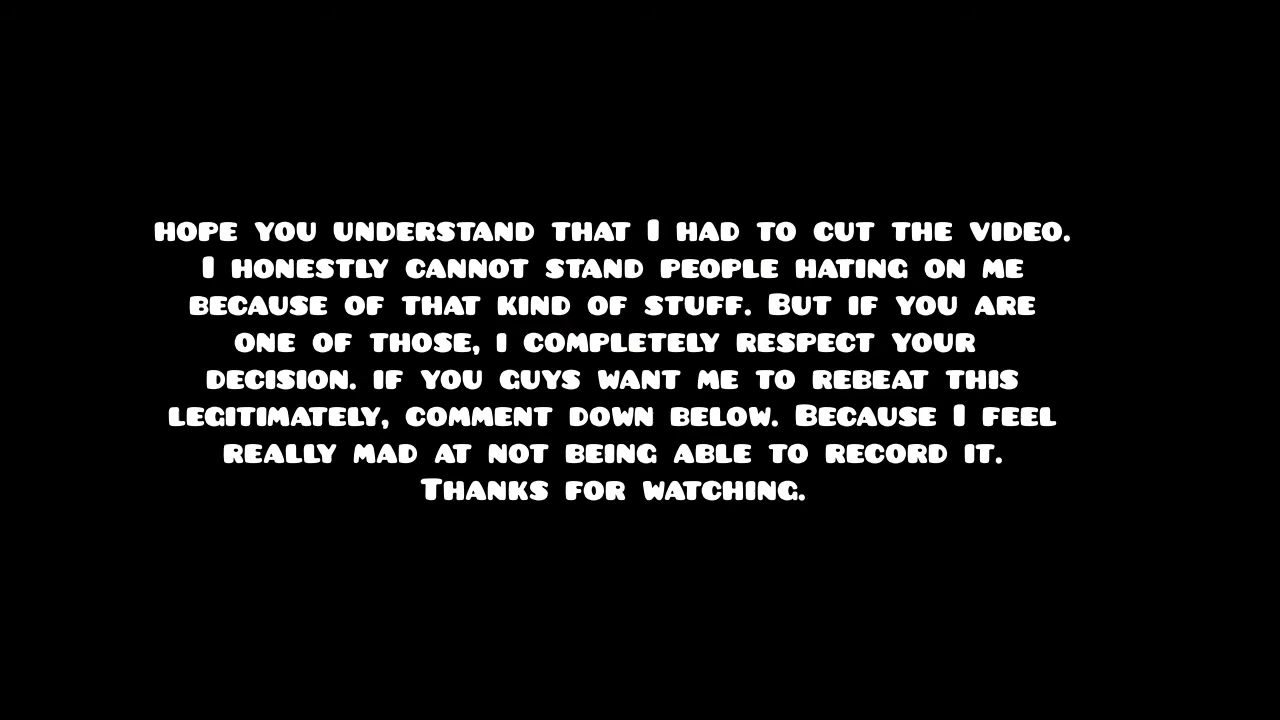 hope you understand that I had to cut the video.
I honestly cannot stand people hating on me
because of that kind of stuff. But if you are
one of those, i completely respect your
decision. if you guys want me to rebeat this
legitimately, comment down below. Because I feel
really mad at not being able to record it.
Thanks for watching.